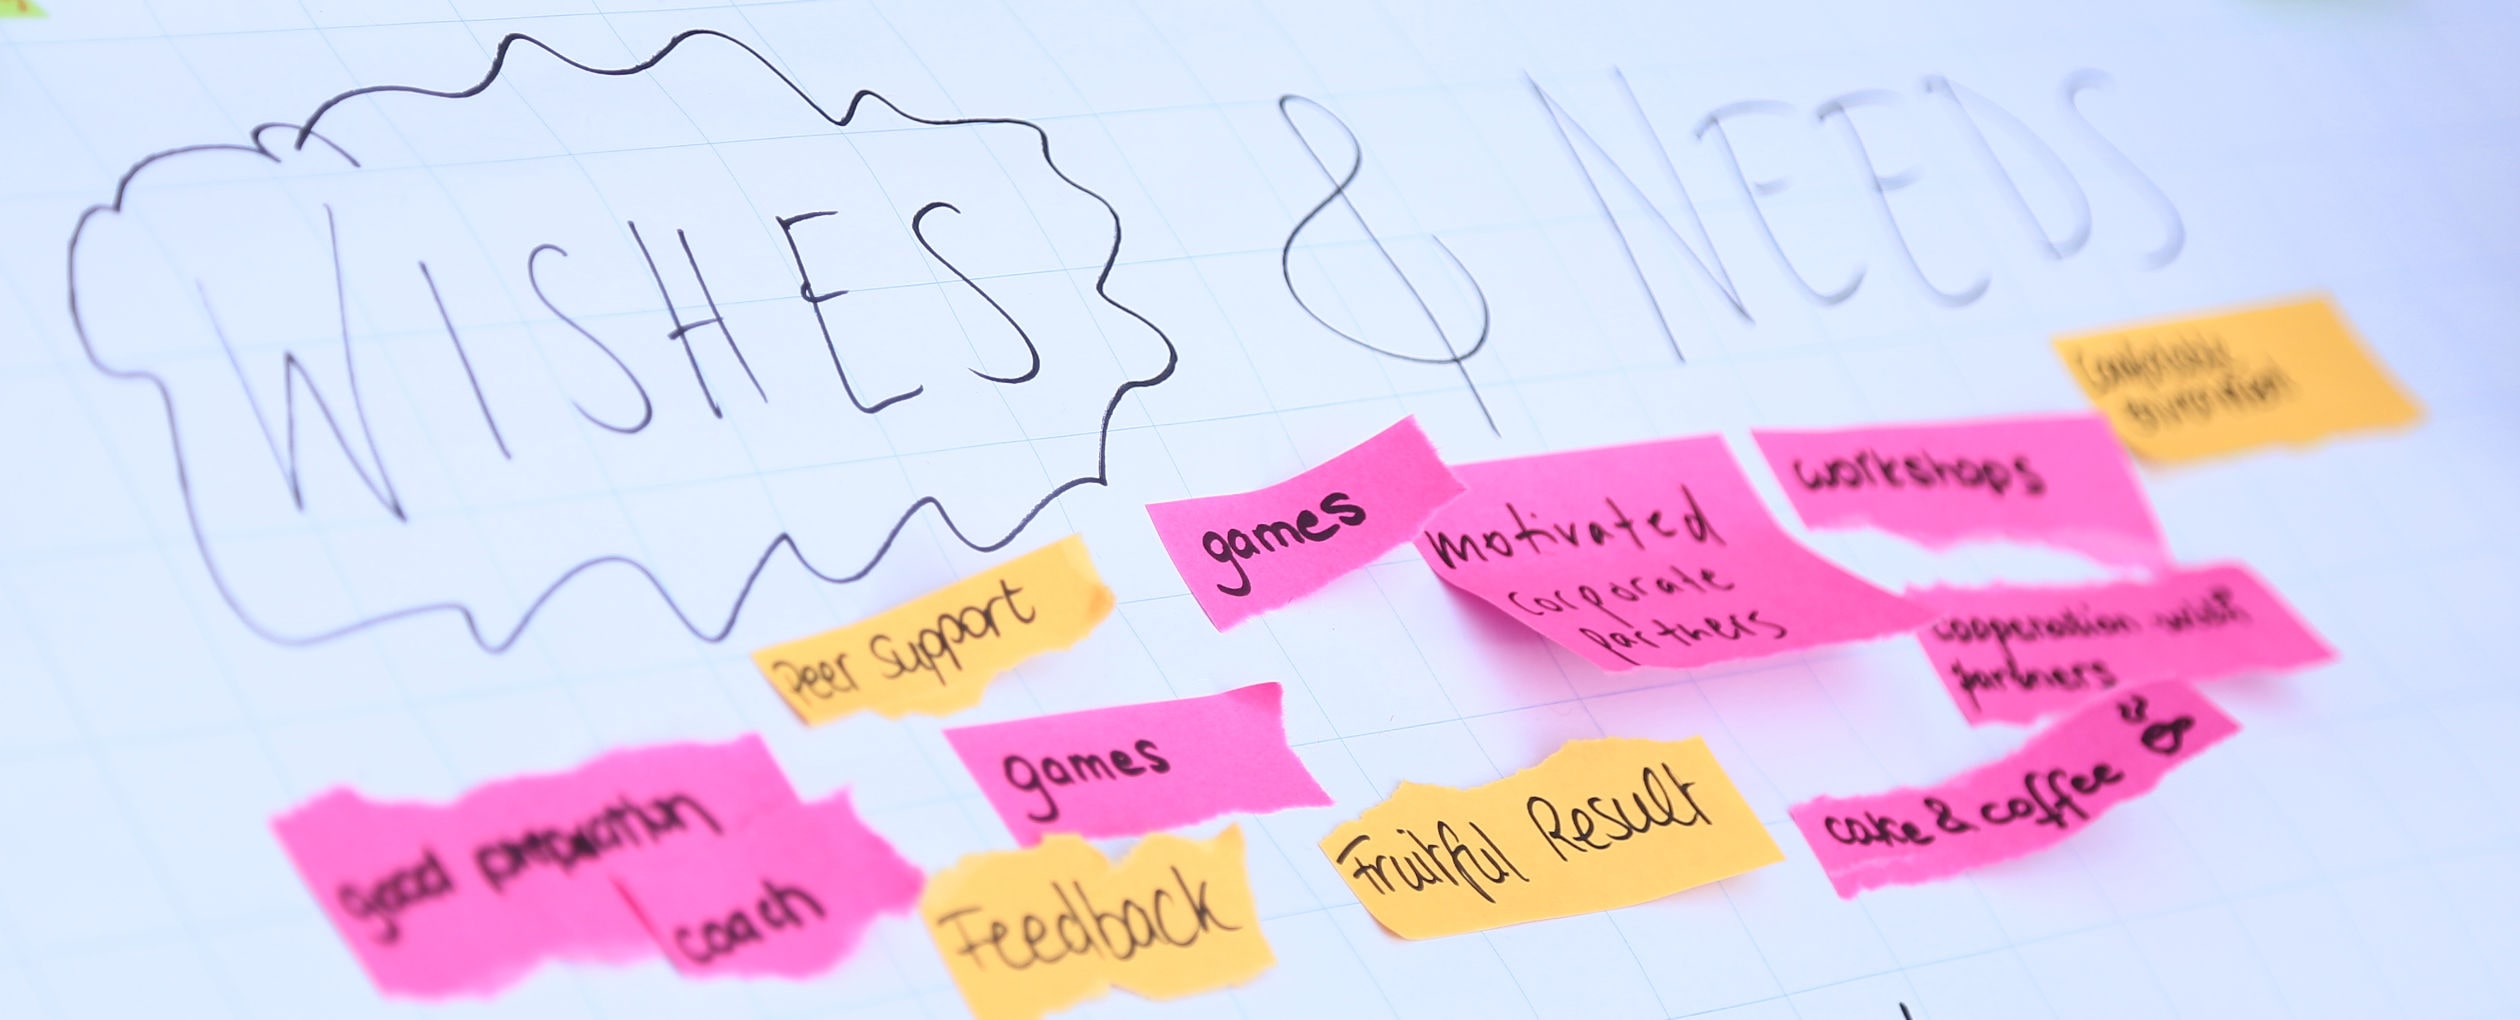 WISHES & NEEDS
Comfortable
environment
workshops
games
motivated
corporate
partners
Peer Support
cooperation with
partners
games
cake & coffee
Fruitful Result
good preparation
coach
Feedback